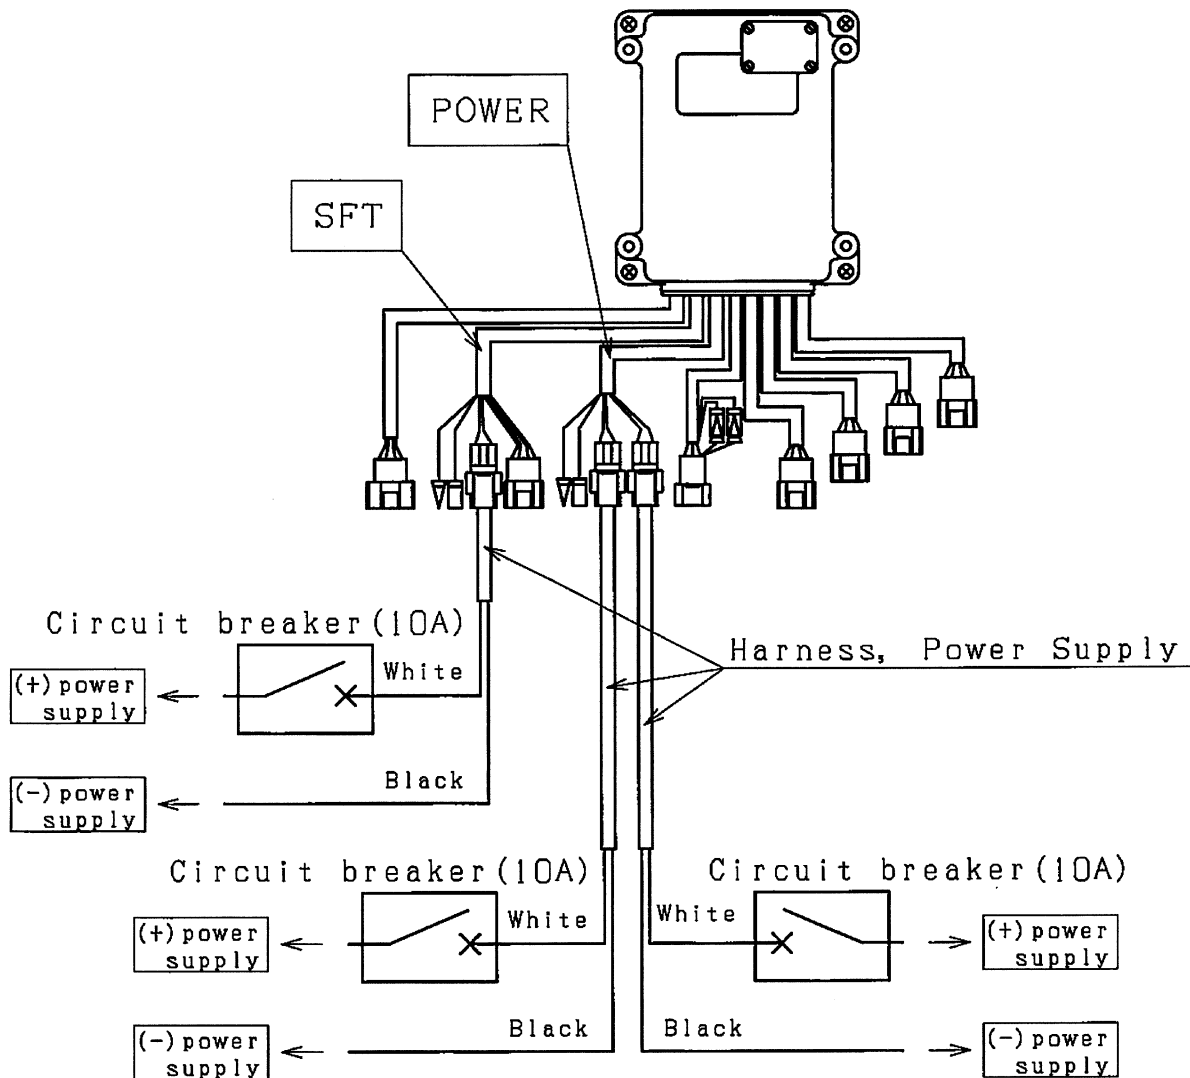 POWER
SFT
Circuit breaker(10A)
White
(+)power
supply
Harness, Power Supply
Black
(-)power
supply
Circuit breaker(10A)
Circuit breaker(10A)
White
White
(+)power
supply
(+)power
supply
Black
Black
(-)power
supply
(-)power
supply